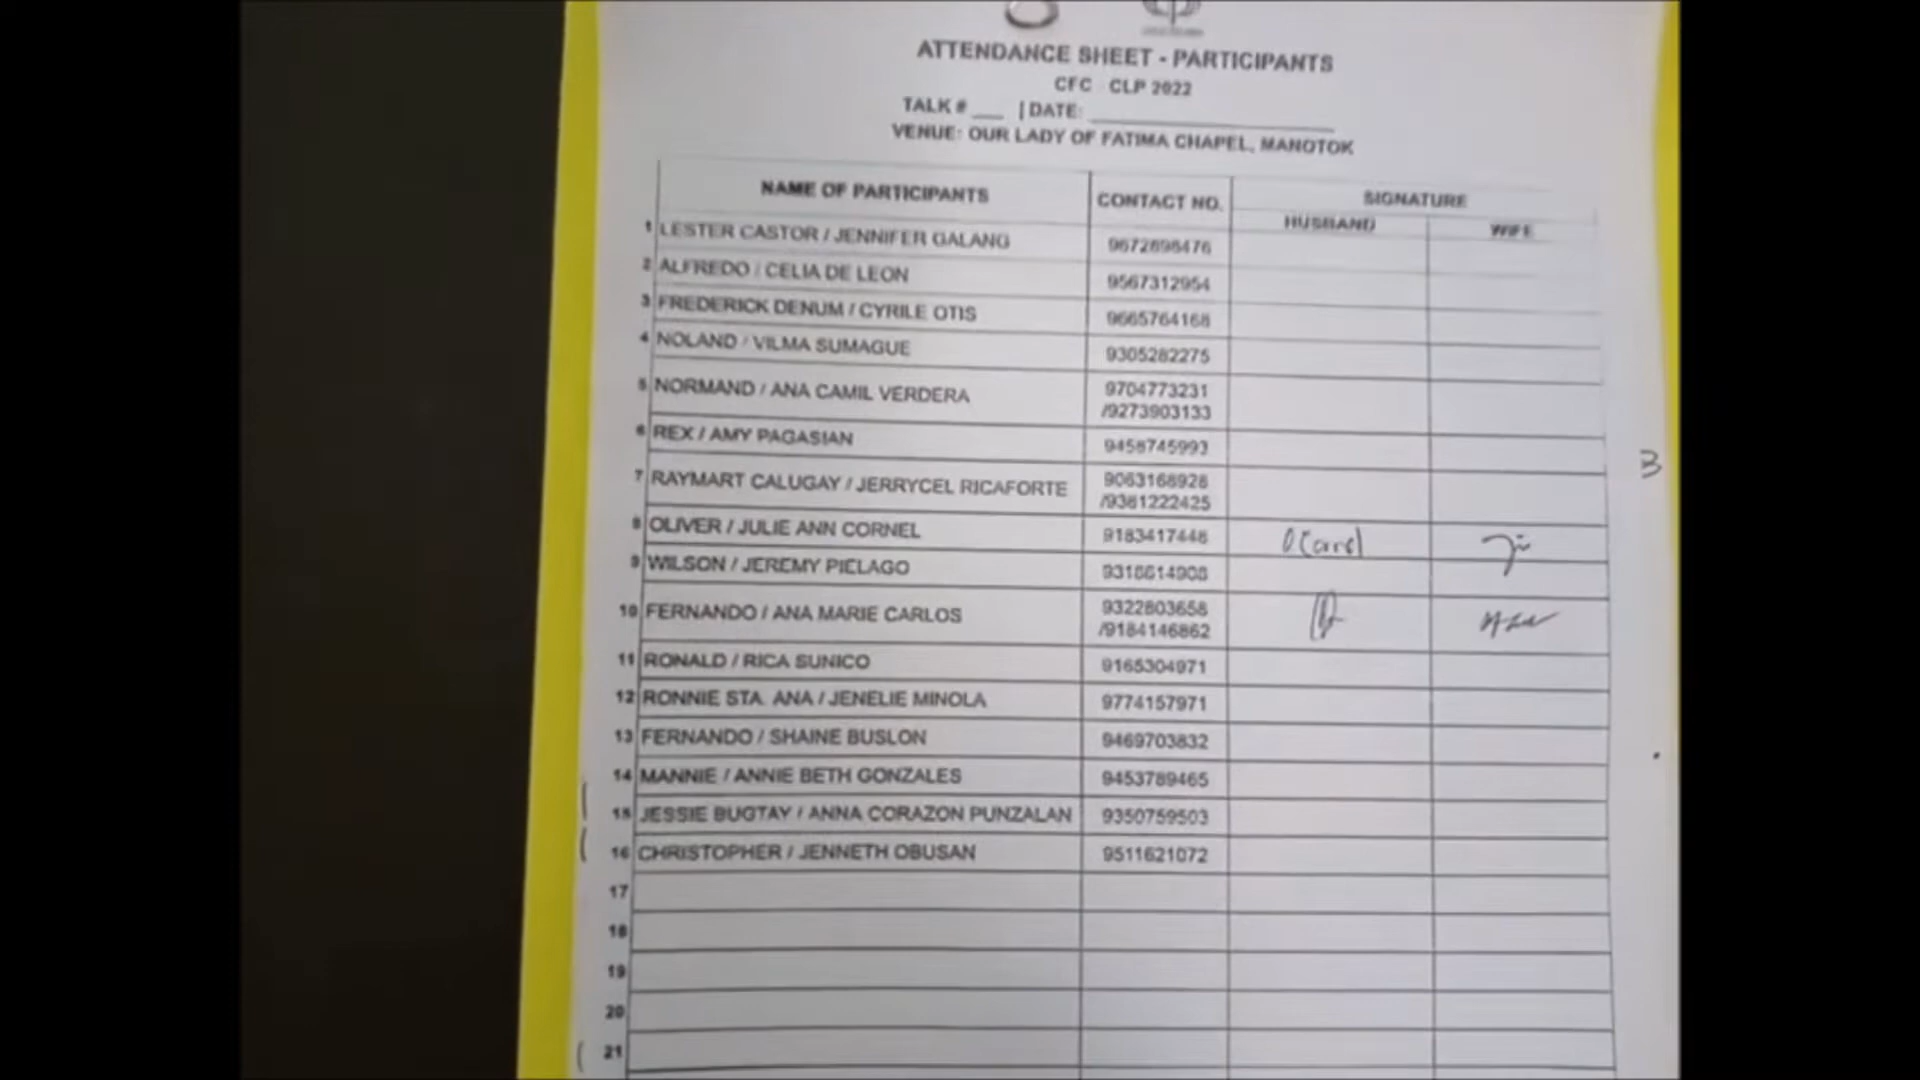 ATTENDANCE SHEET - PARTICIPANTS
CFC CLP 2022
TALK # ___ | DATE: ___
VENUE: OUR LADY OF FATIMA CHAPEL, MANOTOK
NAME OF PARTICIPANTS CONTACT NO. SIGNATURE
HUSBAND WIFE
1 LESTER CASTOR / JENNIFER GALANG 9672898476
2 ALFREDO / CELIA DE LEON 9567312954
3 FREDERICK DENUM / CYRILE OTIS 9665764168
4 NOLAND / VILMA SUMAGUE 9305282275
5 NORMAND / ANA CAMIL VERDERA 9704773231
/9273903133
6 REX / AMY PAGASIAN 9458745993
3
7 RAYMART CALUGAY / JERRYCEL RICAFORTE 9063168928
/9381222425
8 OLIVER / JULIE ANN CORNEL 9183417448
9 WILSON / JEREMY PIELAGO 9318614908
10 FERNANDO / ANA MARIE CARLOS 9322803658
/9184146862
11 RONALD / RICA SUNICO 9165304971
12 RONNIE STA. ANA / JENELIE MINOLA 9774157971
13 FERNANDO / SHAINE BUSLON 9469703832
14 MANNIE / ANNIE BETH GONZALES 9453789465
15 JESSIE BUGTAY / ANNA CORAZON PUNZALAN 9350759503
16 CHRISTOPHER / JENNETH OBUSAN 9511621072
17
18
19
20
21